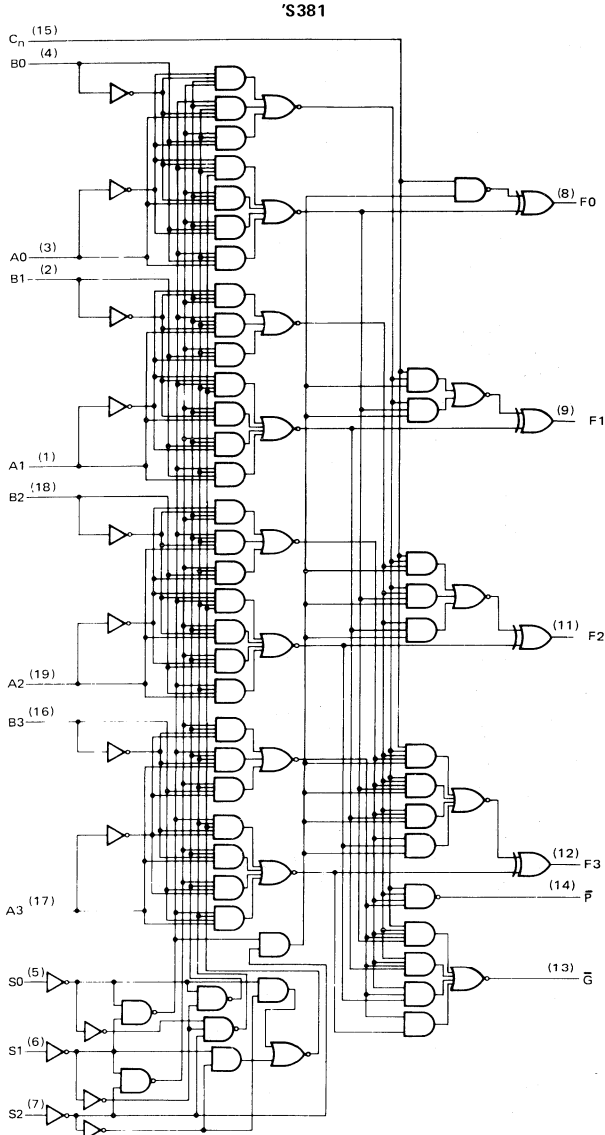 'S381
Cn (15)
B0 (4)
(8) F0
A0 (3)
B1 (2)
(9) F1
A1 (1)
B2 (18)
(11) F2
A2 (19)
B3 (16)
(12) F3
(14) P̅
A3 (17)
(13) G̅
S0 (5)
S1 (6)
S2 (7)